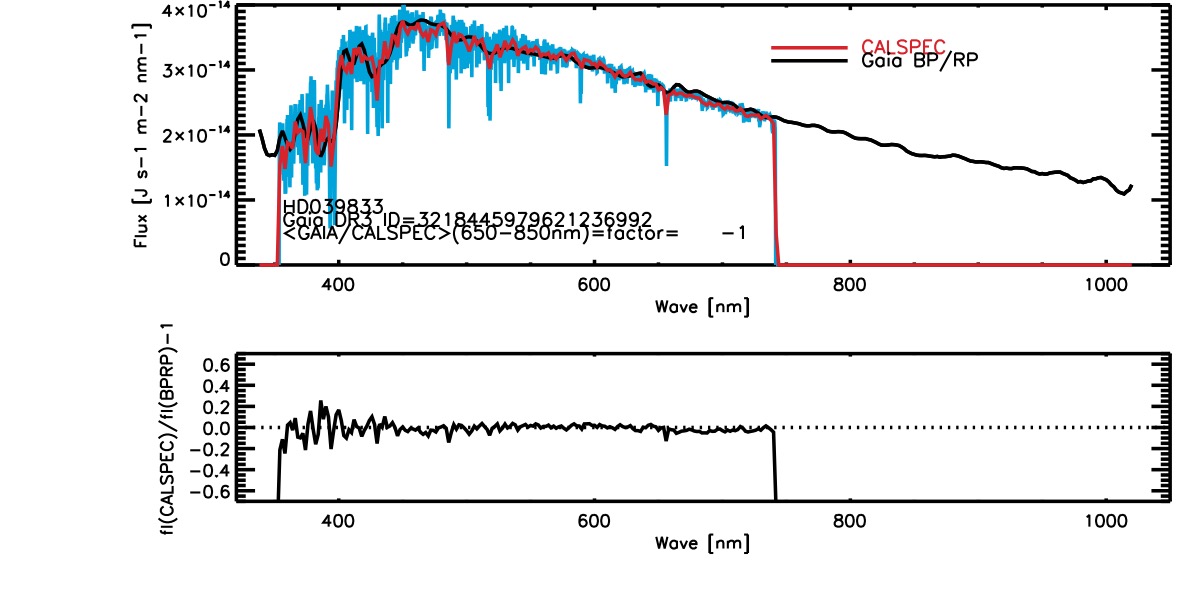 4×10−14
3×10−14
2×10−14
1×10−14
0
Flux [J s−1 m−2 nm−1]
CALSPEC
Gaia BP/RP
HD039833
Gaia DR3 ID=3218445979621236992
<GAIA/CALSPEC>(650−850nm)=factor= −1
400 600 800 1000
Wave [nm]
fl(CALSPEC)/fl(BPRP)−1
0.6
0.4
0.2
0.0
−0.2
−0.4
−0.6
400 600 800 1000
Wave [nm]